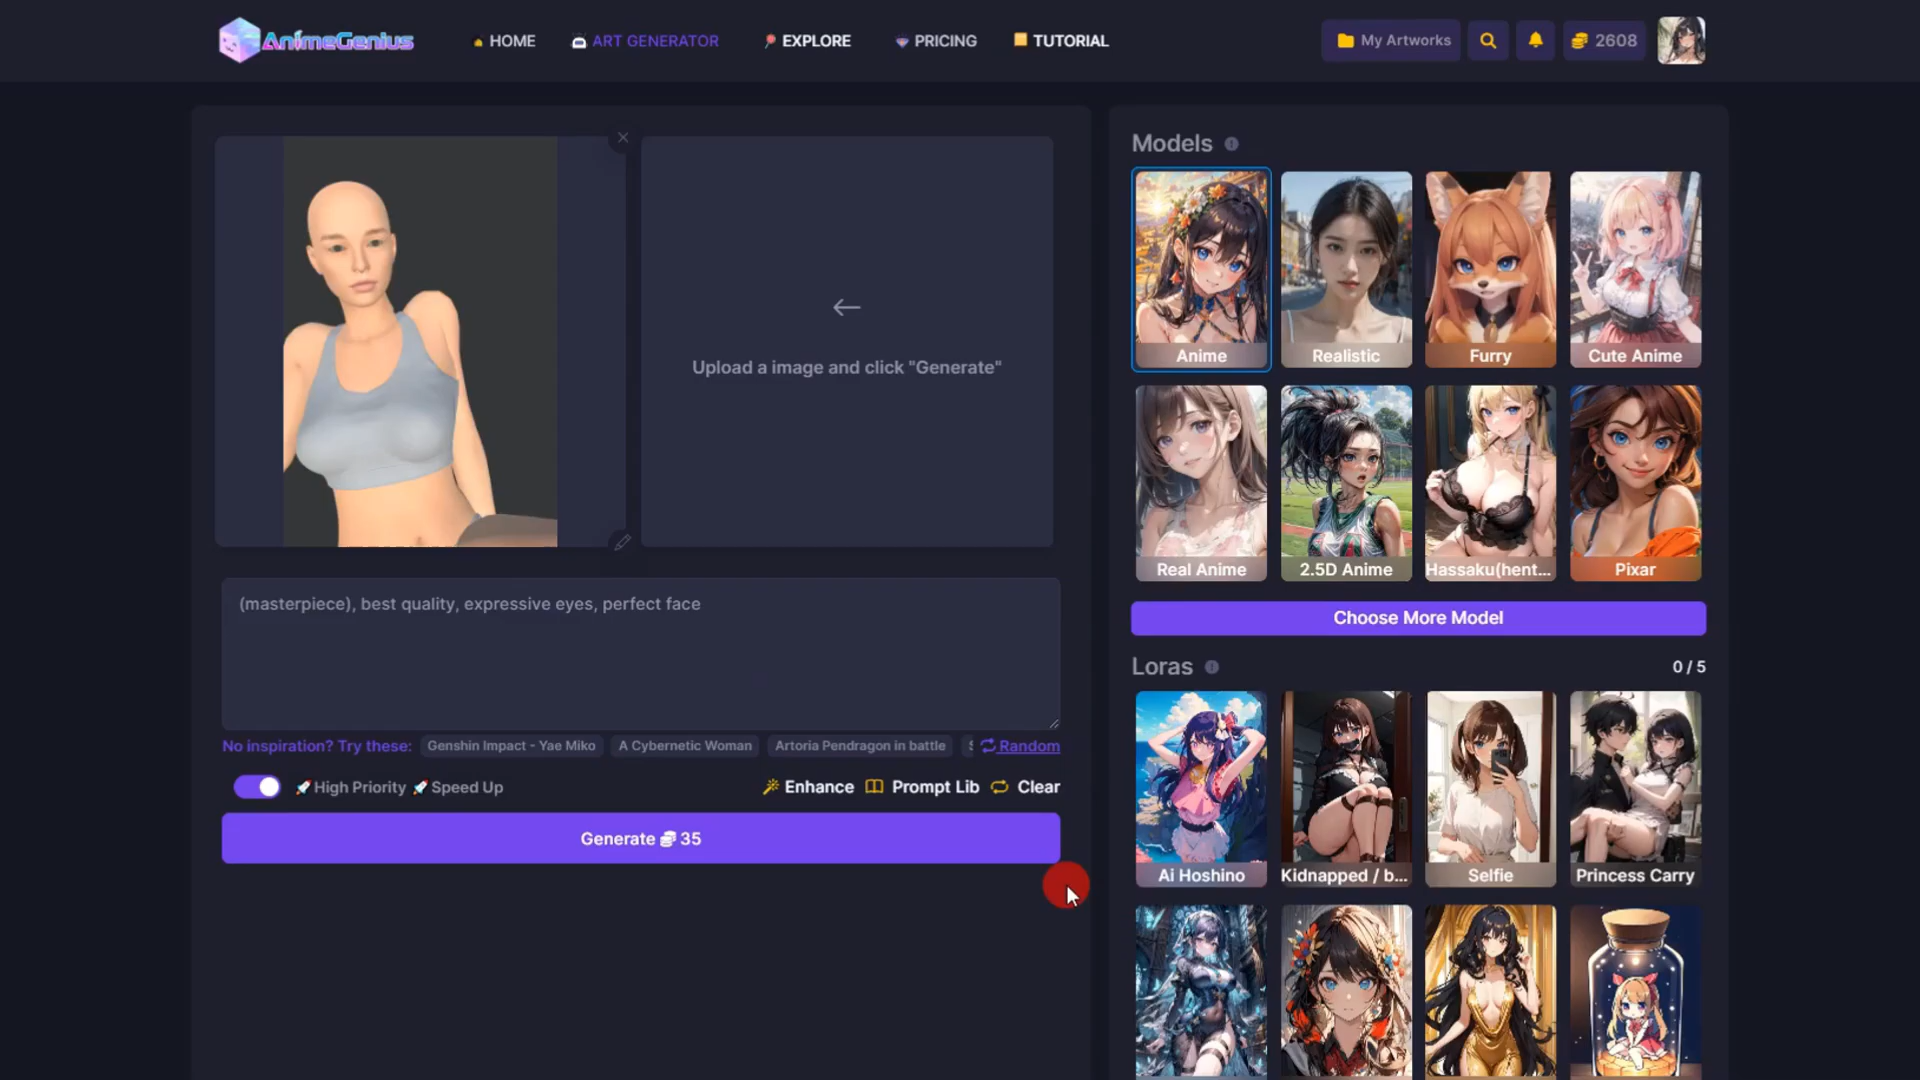 AnimeGenius
HOME
ART GENERATOR
EXPLORE
PRICING
TUTORIAL
My Artworks
2608
Upload a image and click "Generate"
(masterpiece), best quality, expressive eyes, perfect face
No inspiration? Try these:
Genshin Impact - Yae Miko
A Cybernetic Woman
Artoria Pendragon in battle
Random
High Priority
Speed Up
Enhance
Prompt Lib
Clear
Generate 35
Models
Anime
Realistic
Furry
Cute Anime
Real Anime
2.5D Anime
Hassaku(hent...
Pixar
Choose More Model
Loras
0 / 5
Ai Hoshino
Kidnapped / b...
Selfie
Princess Carry